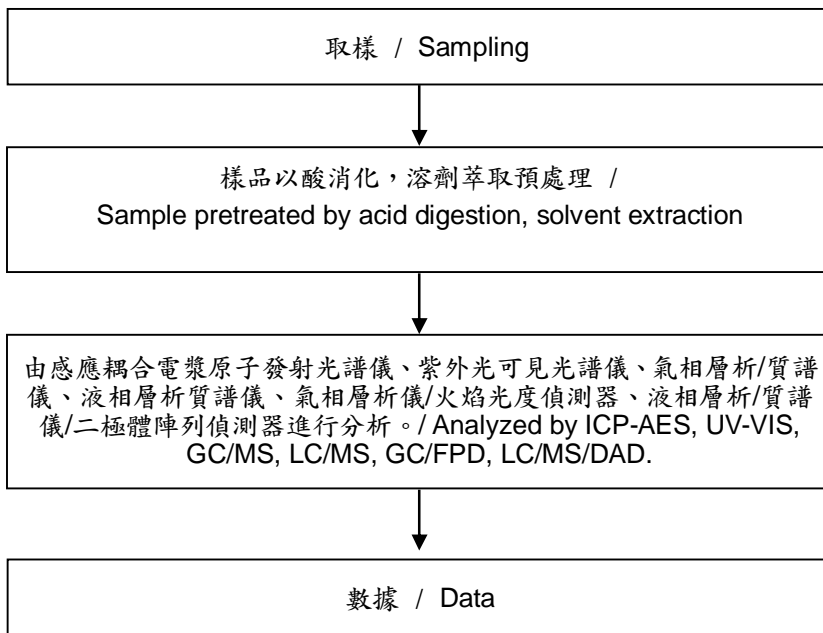 取樣 / Sampling
樣品以酸消化，溶劑萃取預處理 /
Sample pretreated by acid digestion, solvent extraction
由感應耦合電漿原子發射光譜儀、紫外光可見光譜儀、氣相層析/質譜
儀、液相層析質譜儀、氣相層析儀/火焰光度偵測器、液相層析/質譜
儀/二極體陣列偵測器進行分析。/ Analyzed by ICP-AES, UV-VIS,
GC/MS, LC/MS, GC/FPD, LC/MS/DAD.
數據 / Data